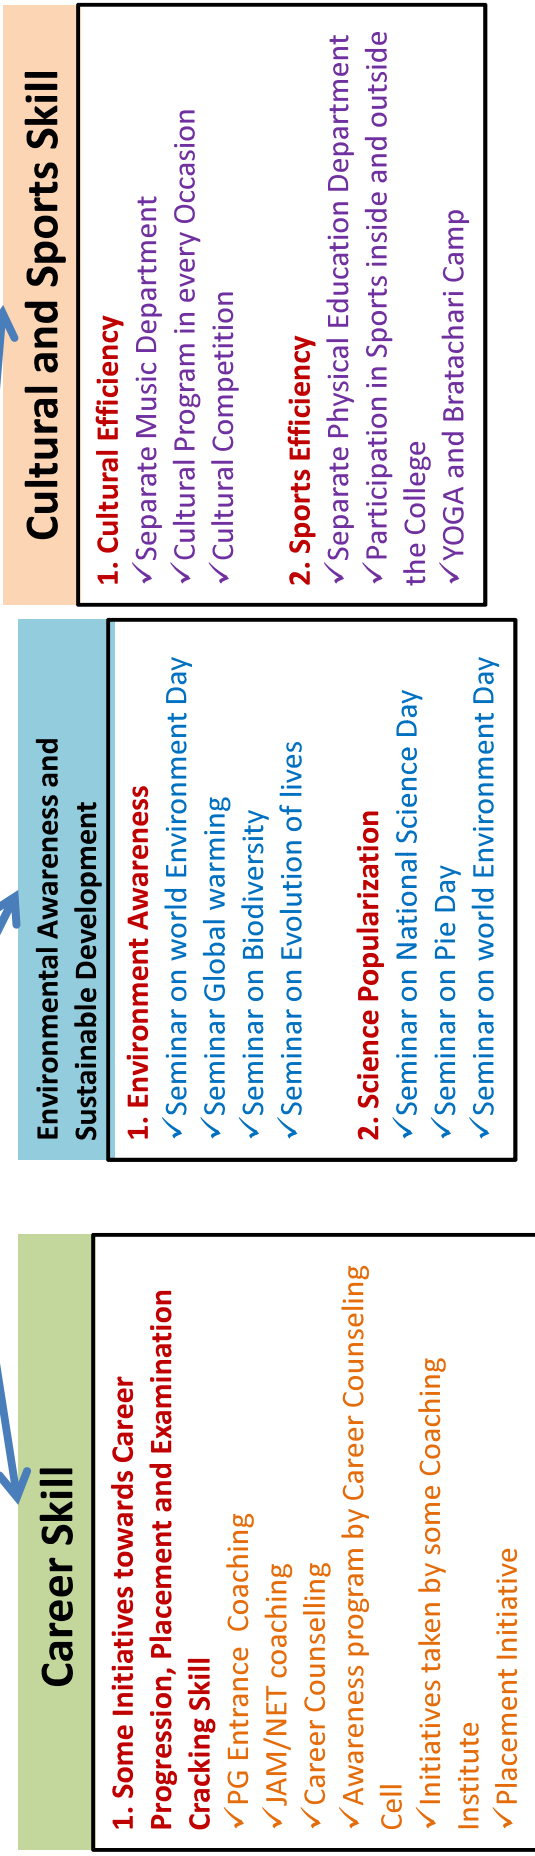 Career Skill
1. Some Initiatives towards Career
Progression, Placement and Examination
Cracking Skill
✓PG Entrance Coaching
✓JAM/NET coaching
✓Career Counselling
✓Awareness program by Career Counseling
Cell
✓Initiatives taken by some Coaching
Institute
✓Placement Initiative
Environmental Awareness and
Sustainable Development
1. Environment Awareness
✓Seminar on world Environment Day
✓Seminar Global warming
✓Seminar on Biodiversity
✓Seminar on Evolution of lives
2. Science Popularization
✓Seminar on National Science Day
✓Seminar on Pie Day
✓Seminar on world Environment Day
Cultural and Sports Skill
1. Cultural Efficiency
✓Separate Music Department
✓Cultural Program in every Occasion
✓Cultural Competition
2. Sports Efficiency
✓Separate Physical Education Department
✓Participation in Sports inside and outside
the College
✓YOGA and Bratachari Camp